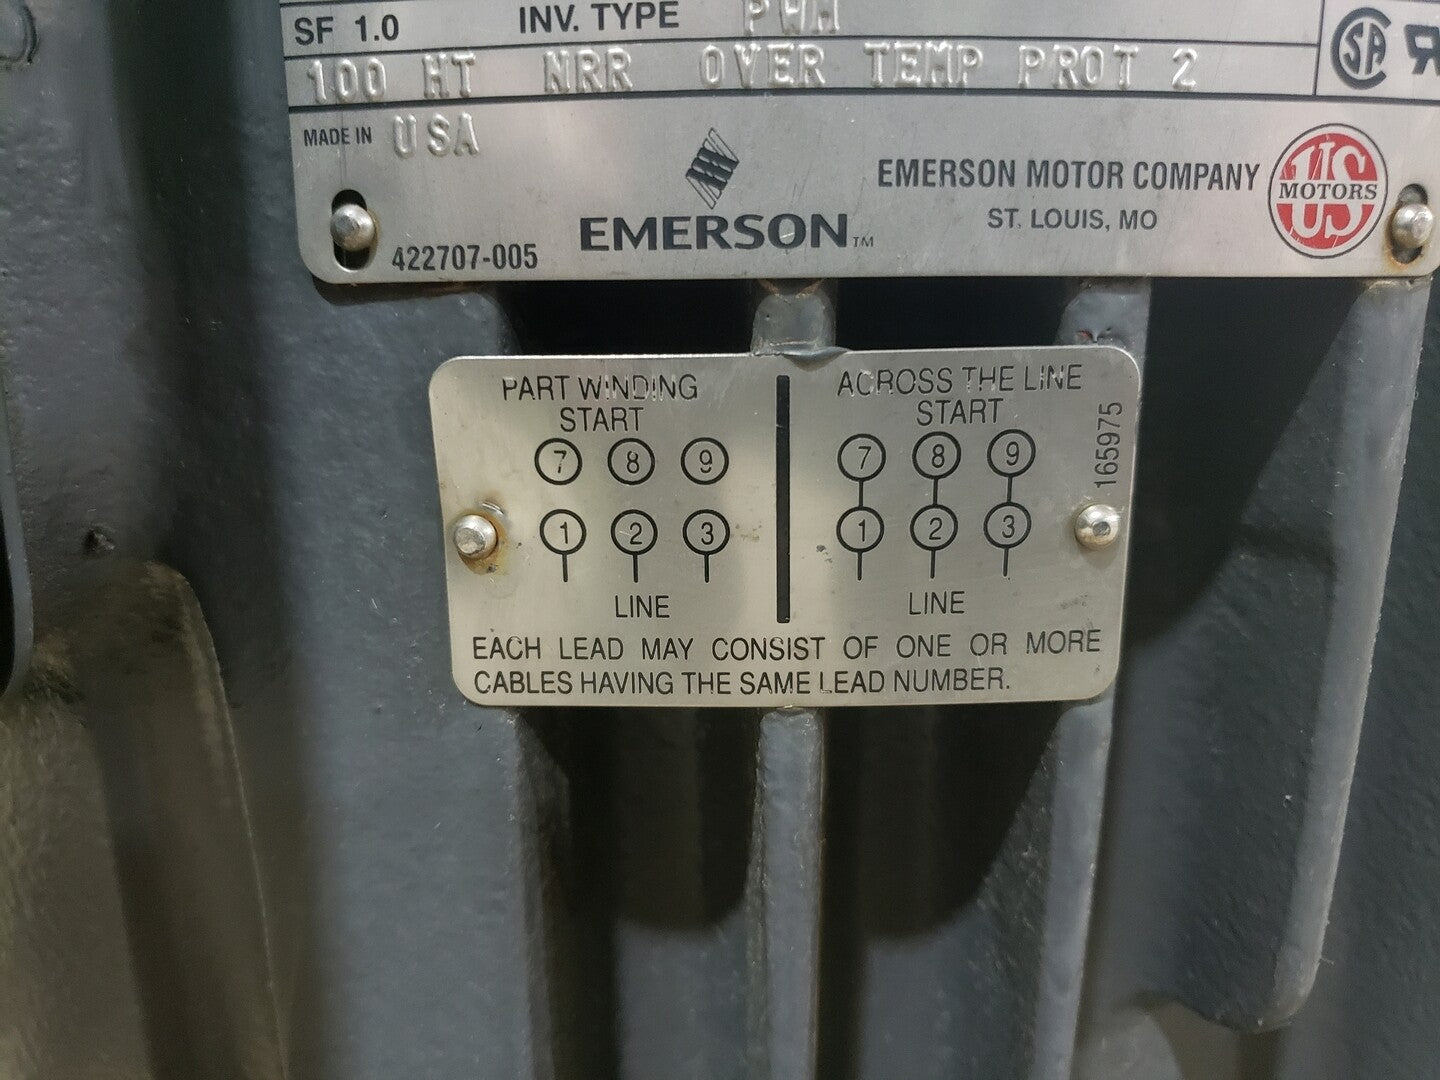 SF 1.0 INV. TYPE PWM
100 HT NRR OVER TEMP PROT 2
MADE IN USA
EMERSON MOTOR COMPANY
ST. LOUIS, MO
US
MOTORS
EMERSON™
422707-005
PART WINDING
START
7 8 9
1 2 3
LINE
ACROSS THE LINE
START
7 8 9
1 2 3
LINE
165975
EACH LEAD MAY CONSIST OF ONE OR MORE
CABLES HAVING THE SAME LEAD NUMBER.